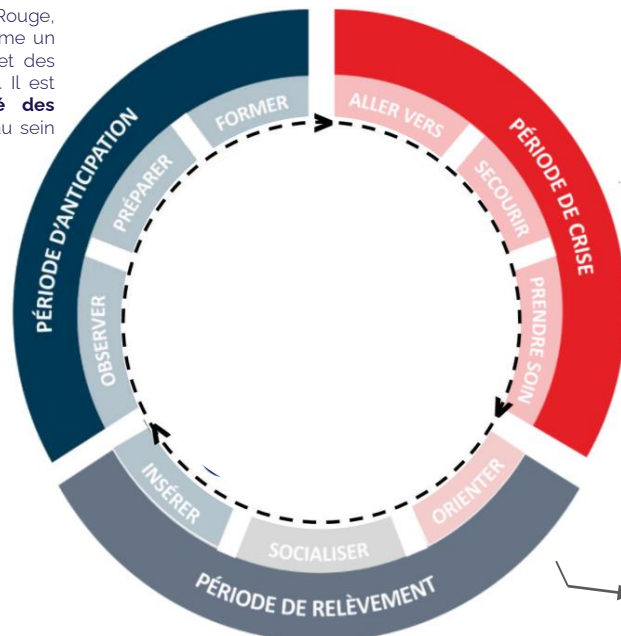 Rouge,
me un
et des
. Il est
é des
au sein
PÉRIODE D'ANTICIPATION
OBSERVER
PRÉPARER
FORMER
PÉRIODE DE CRISE
ALLER VERS
SECOURIR
PRENDRE SOIN
PÉRIODE DE RELÈVEMENT
ORIENTER
SOCIALISER
INSÉRER